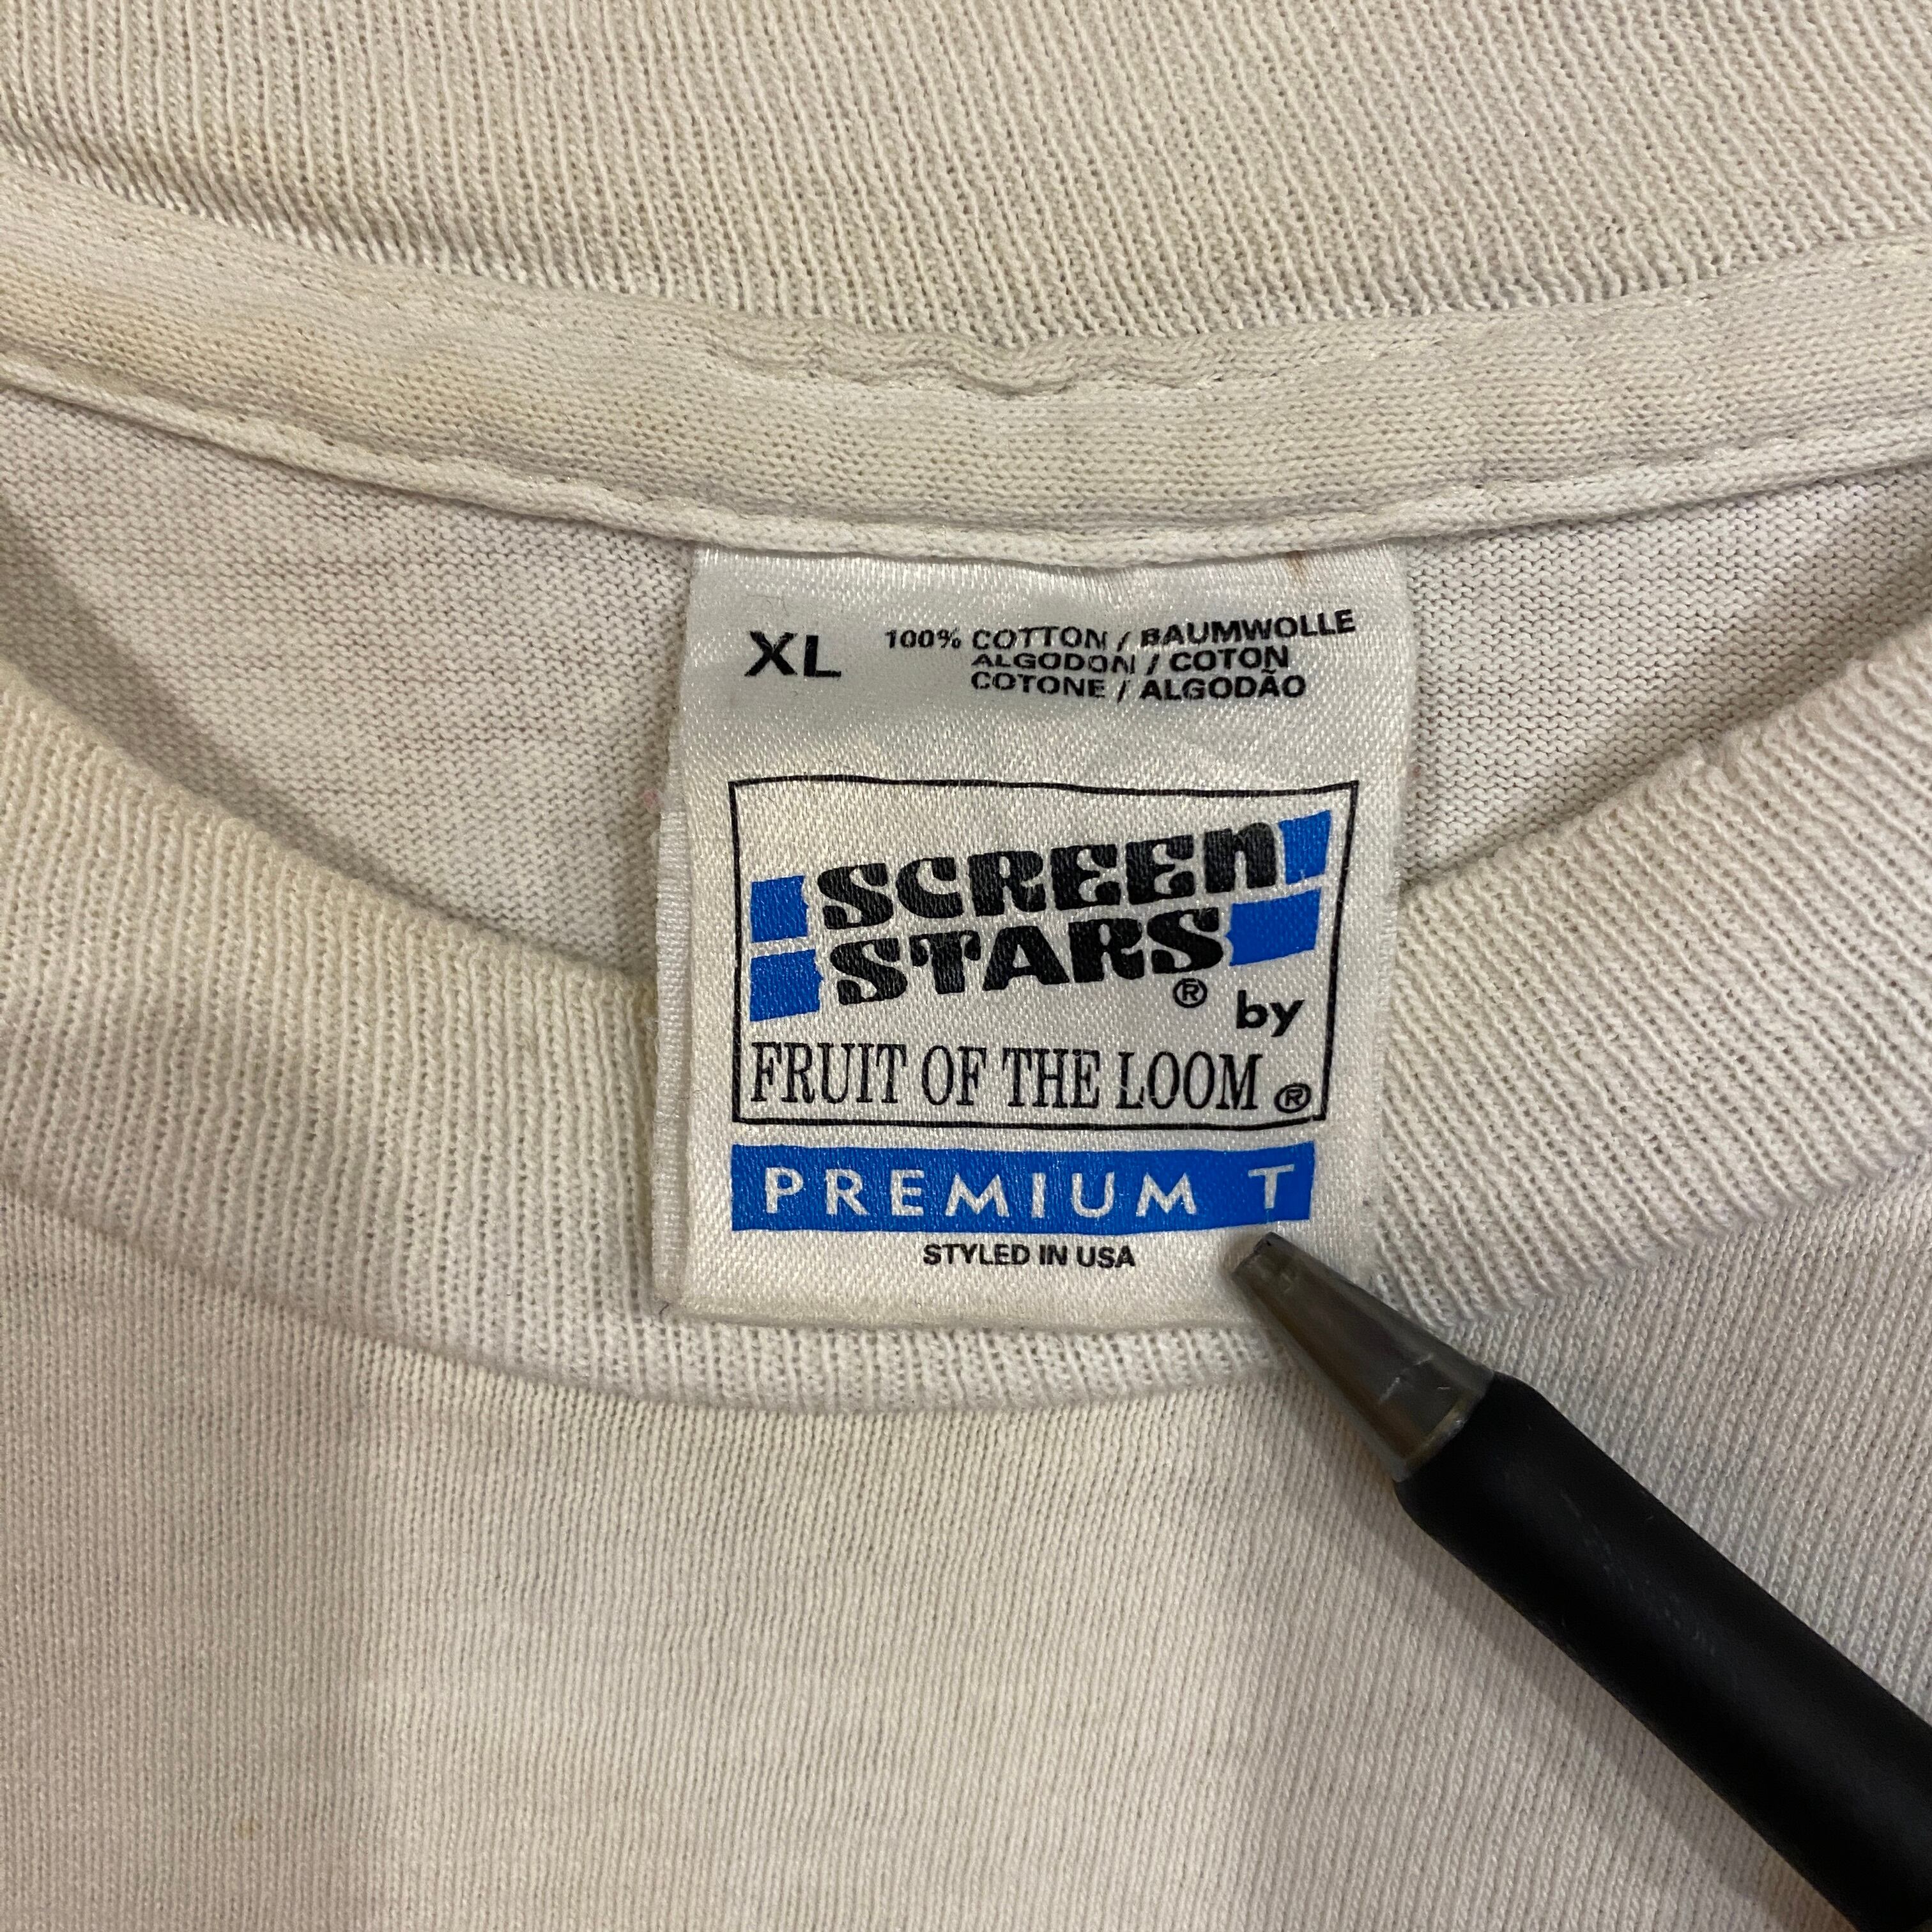 XL
100% COTTON / BAUMWOLLE
ALGODON / COTON
COTONE / ALGODÃO
SCREEN
STARS
® by
FRUIT OF THE LOOM ®
PREMIUM T
STYLED IN USA